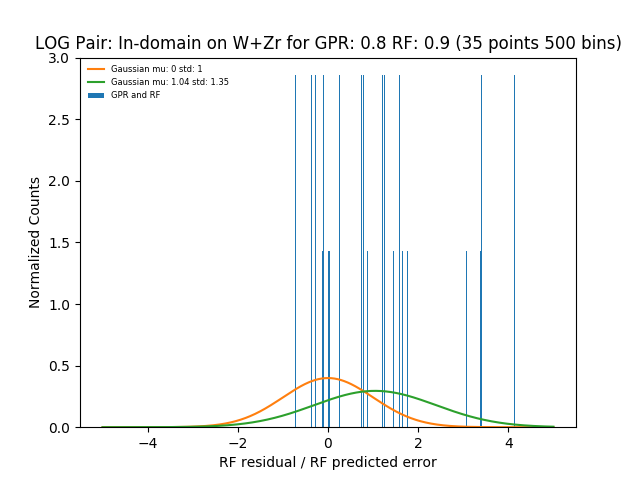 LOG Pair: In-domain on W+Zr for GPR: 0.8 RF: 0.9 (35 points 500 bins)
3.0
Gaussian mu: 0 std: 1
Gaussian mu: 1.04 std: 1.35
GPR and RF
2.5
2.0
1.5
1.0
0.5
0.0
Normalized Counts
−4 −2 0 2 4
RF residual / RF predicted error